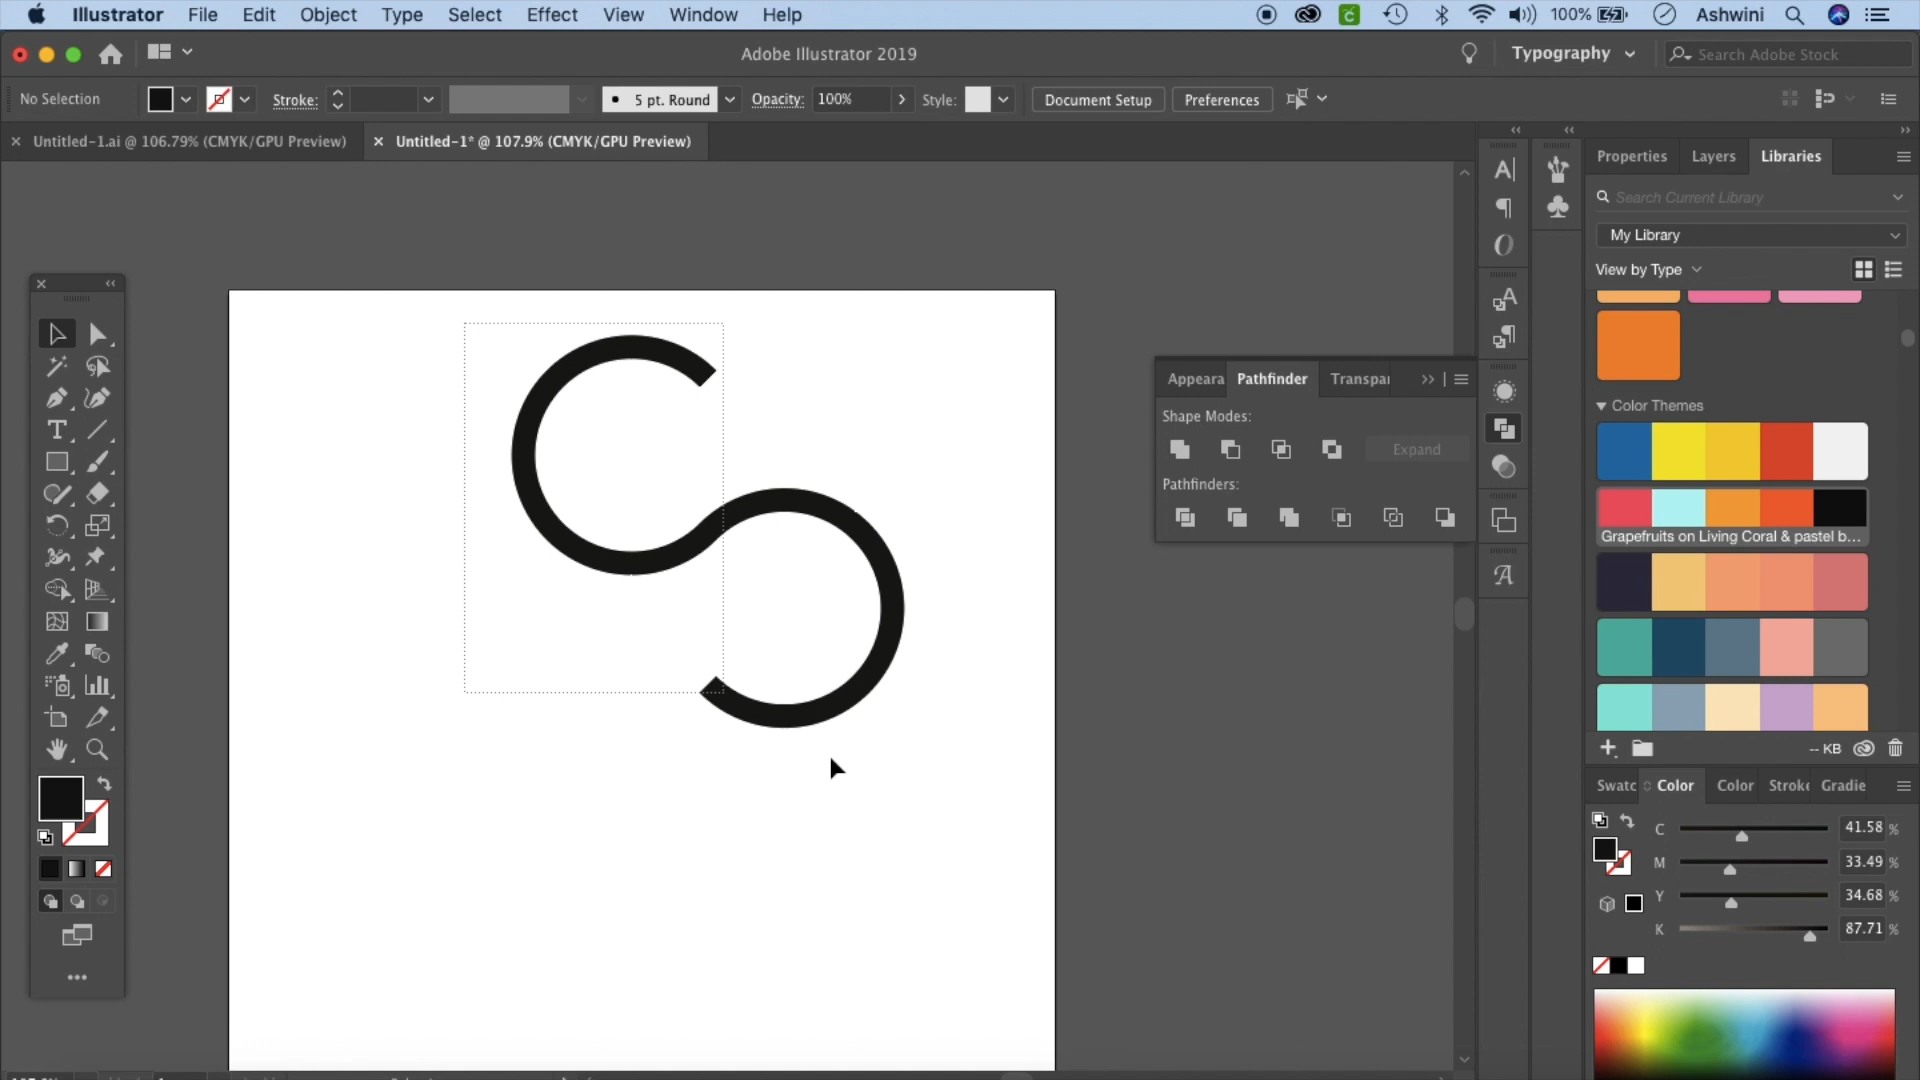 Illustrator File Edit Object Type Select Effect View Window Help 100% Ashwini
Adobe Illustrator 2019 Typography Search Adobe Stock
No Selection Stroke: 5 pt. Round Opacity: 100% Style: Document Setup Preferences
Untitled-1.ai @ 106.79% (CMYK/GPU Preview) Untitled-1* @ 107.9% (CMYK/GPU Preview)
Properties Layers Libraries
Search Current Library
My Library
View by Type
Appeara Pathfinder Transpar
Shape Modes:
Expand
Pathfinders:
Color Themes
Grapefruits on Living Coral & pastel b...
-- KB
Swatc Color Color Stroke Gradie
C 41.58 %
M 33.49 %
Y 34.68 %
K 87.71 %